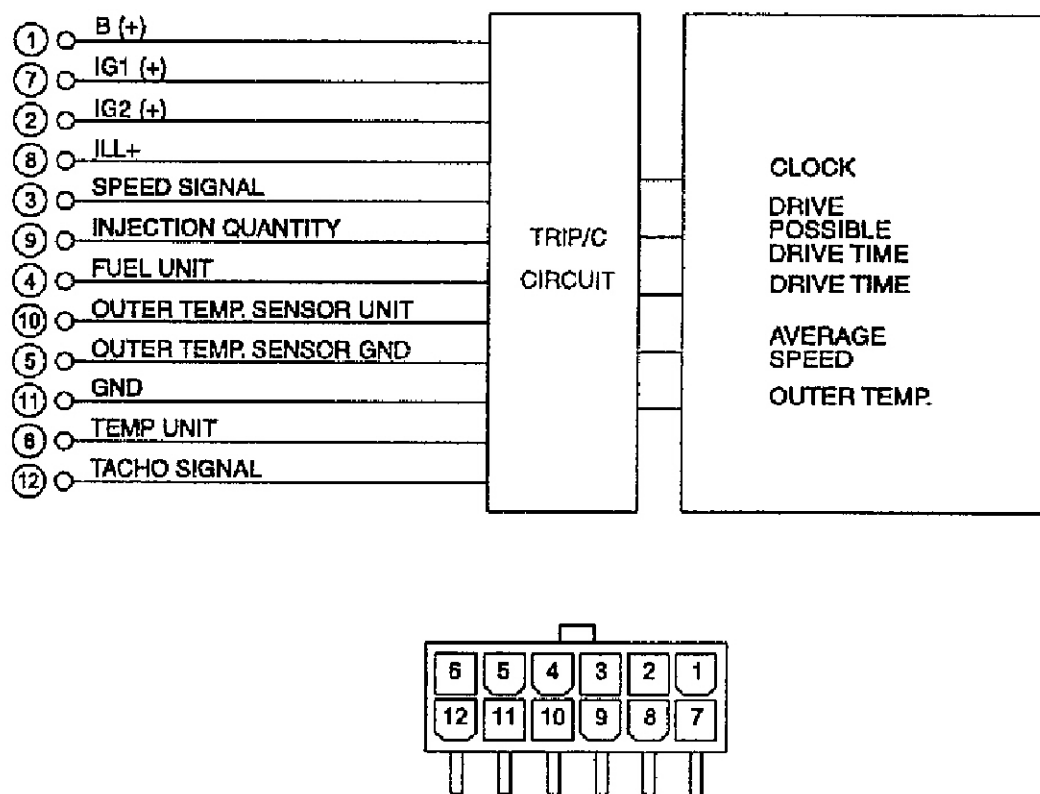 1 B (+)
7 IG1 (+)
2 IG2 (+)
8 ILL+
3 SPEED SIGNAL
9 INJECTION QUANTITY
4 FUEL UNIT
10 OUTER TEMP. SENSOR UNIT
5 OUTER TEMP. SENSOR GND
11 GND
6 TEMP UNIT
12 TACHO SIGNAL
TRIP/C
CIRCUIT
CLOCK
DRIVE
POSSIBLE
DRIVE TIME
DRIVE TIME
AVERAGE
SPEED
OUTER TEMP.
6 5 4 3 2 1
12 11 10 9 8 7